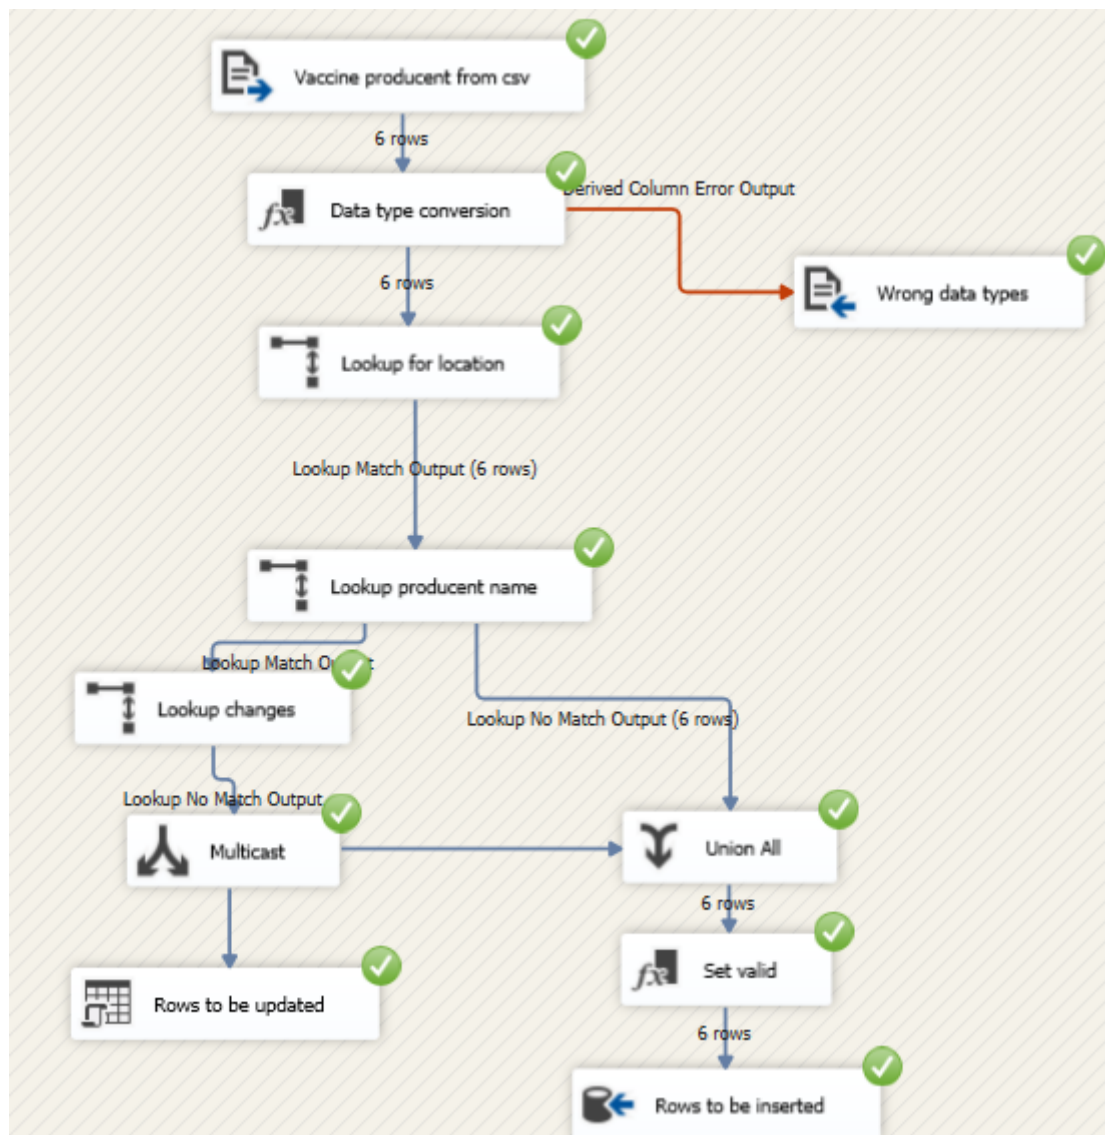 Vaccine producent from csv
6 rows
Data type conversion
Derived Column Error Output
6 rows
Wrong data types
Lookup for location
Lookup Match Output (6 rows)
Lookup producent name
Lookup Match Output
Lookup changes
Lookup No Match Output (6 rows)
Lookup No Match Output
Multicast
Union All
6 rows
Set valid
Rows to be updated
6 rows
Rows to be inserted